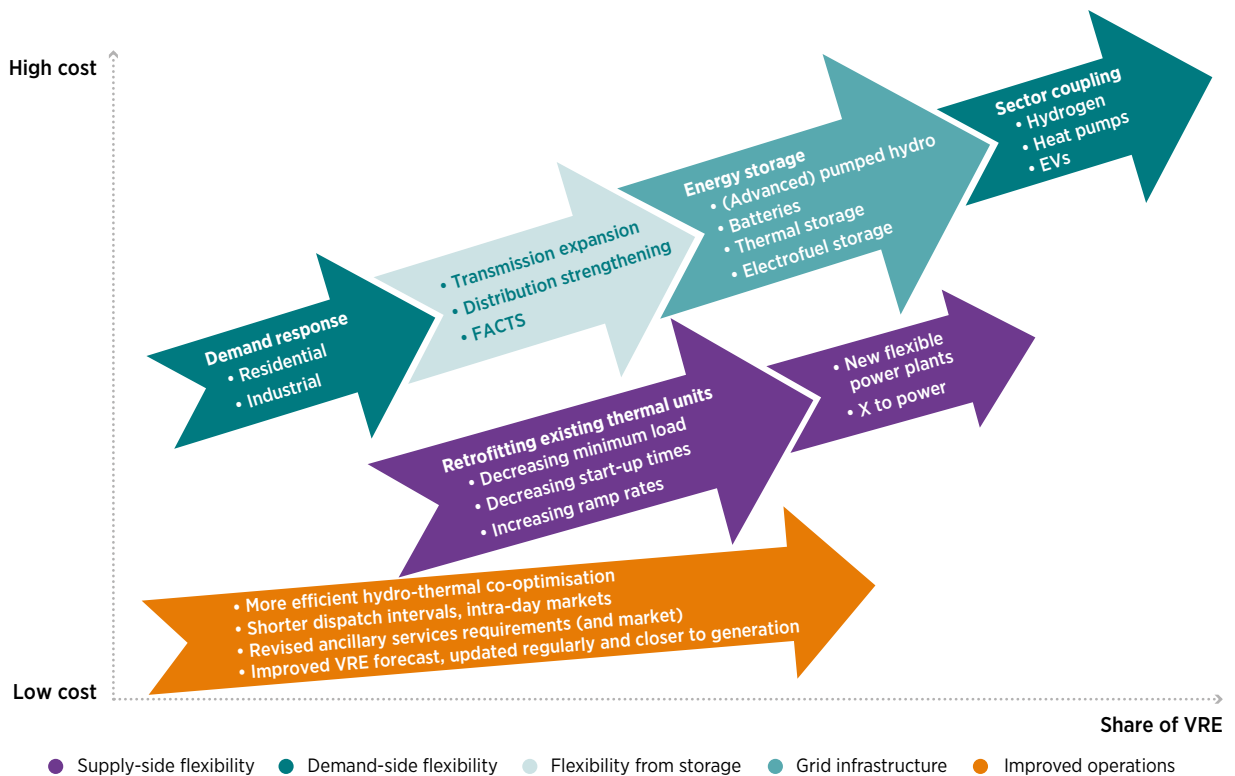 High cost
Sector coupling
• Hydrogen
• Heat pumps
• EVs
Energy storage
• (Advanced) pumped hydro
• Batteries
• Thermal storage
• Electrofuel storage
• Transmission expansion
• Distribution strengthening
• FACTS
Demand response
• Residential
• Industrial
• New flexible
power plants
• X to power
Retrofitting existing thermal units
• Decreasing minimum load
• Decreasing start-up times
• Increasing ramp rates
• More efficient hydro-thermal co-optimisation
• Shorter dispatch intervals, intra-day markets
• Revised ancillary services requirements (and market)
• Improved VRE forecast, updated regularly and closer to generation
Low cost
Share of VRE
Supply-side flexibility
Demand-side flexibility
Flexibility from storage
Grid infrastructure
Improved operations